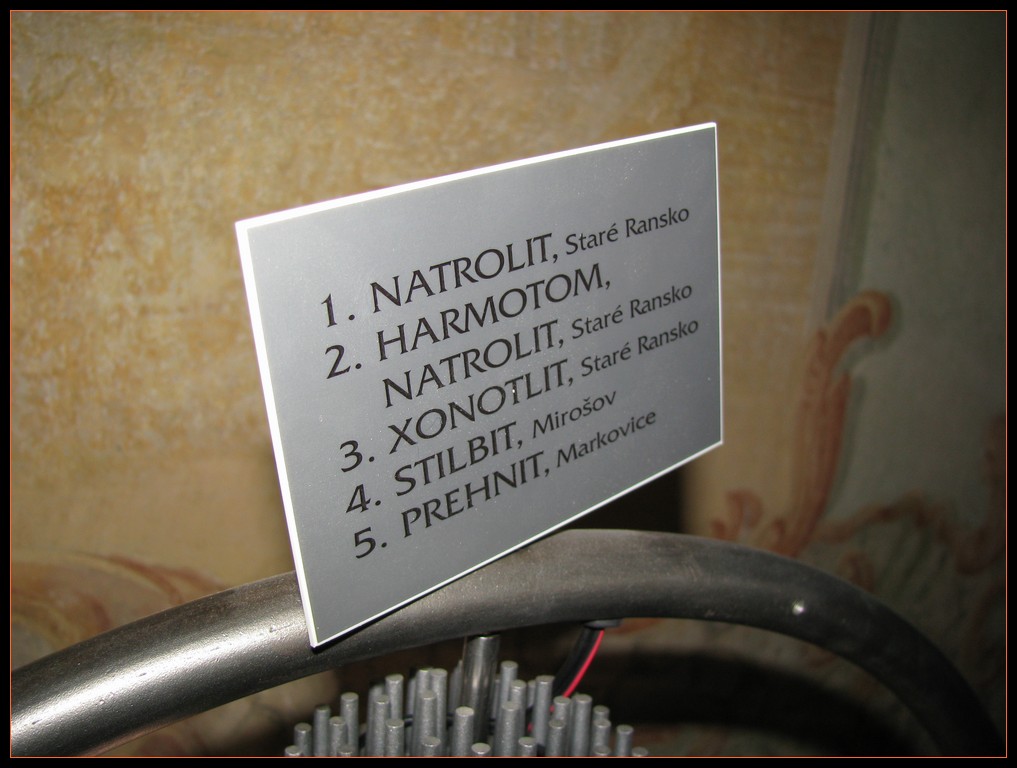 1. NATROLIT, Staré Ransko
2. HARMOTOM,
NATROLIT, Staré Ransko
3. XONOTLIT, Staré Ransko
4. STILBIT, Mirošov
5. PREHNIT, Markovice